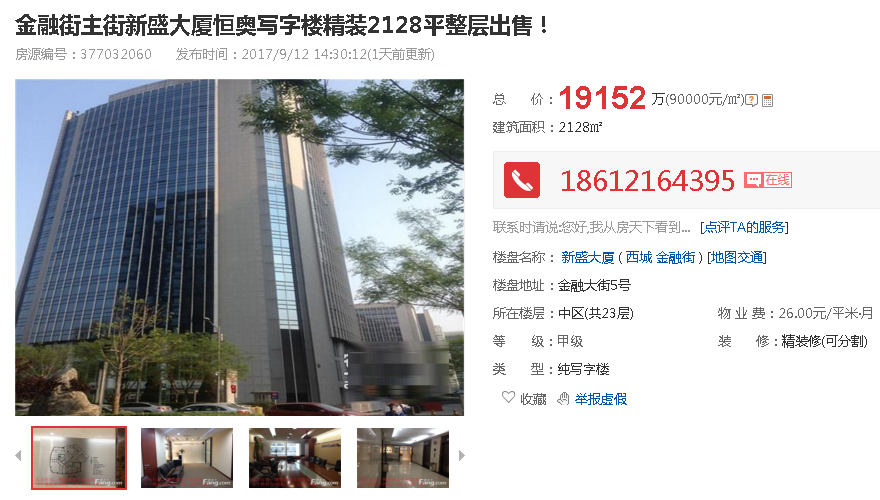 金融街主街新盛大厦恒奥写字楼精装2128平整层出售！
房源编号：377032060 发布时间：2017/9/12 14:30:12(1天前更新)
总 价：19152 万(90000元/㎡)
建筑面积：2128㎡
18612164395 在线
联系时请说:您好,我从房天下看到... [点评TA的服务]
楼盘名称： 新盛大厦 ( 西城 金融街 ) [地图交通]
楼盘地址：金融大街5号
所在楼层：中区(共23层) 物 业 费：26.00元/平米·月
等 级：甲级 装 修：精装修(可分割)
类 型：纯写字楼
收藏 举报虚假
Fang.com
Fang.com
Fang.com
Fang.com